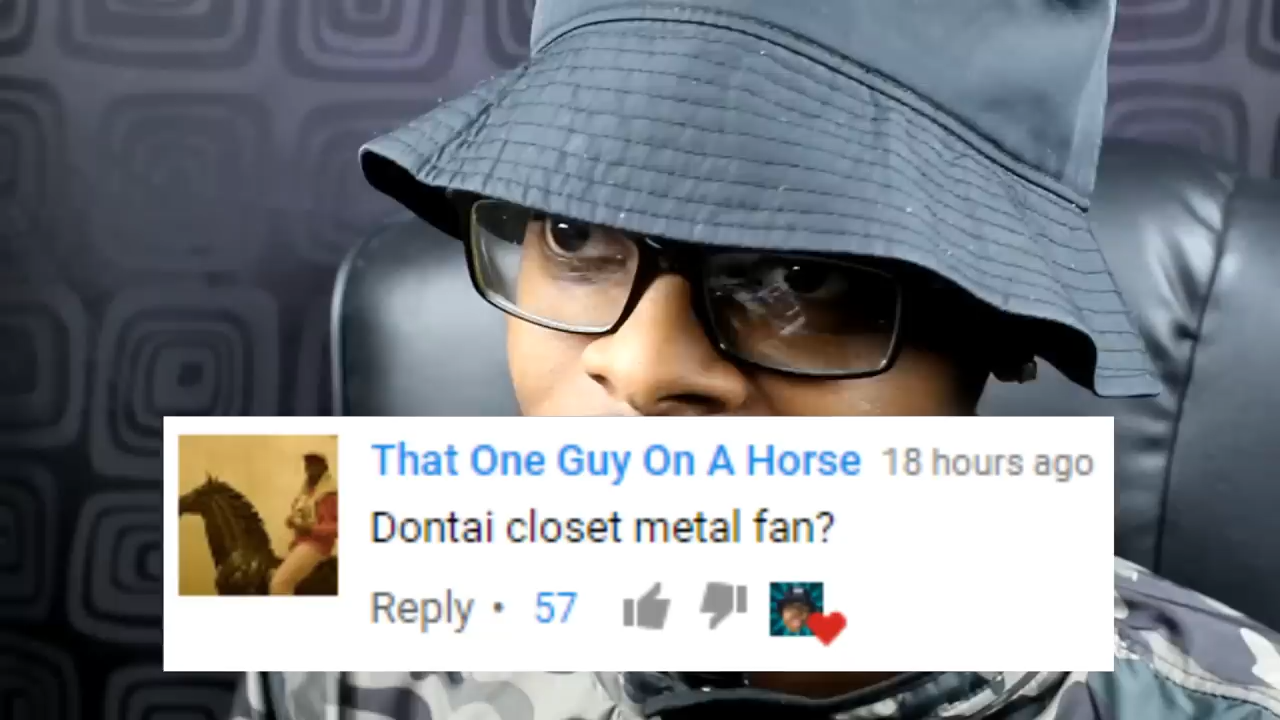 That One Guy On A Horse 18 hours ago
Dontai closet metal fan?
Reply • 57